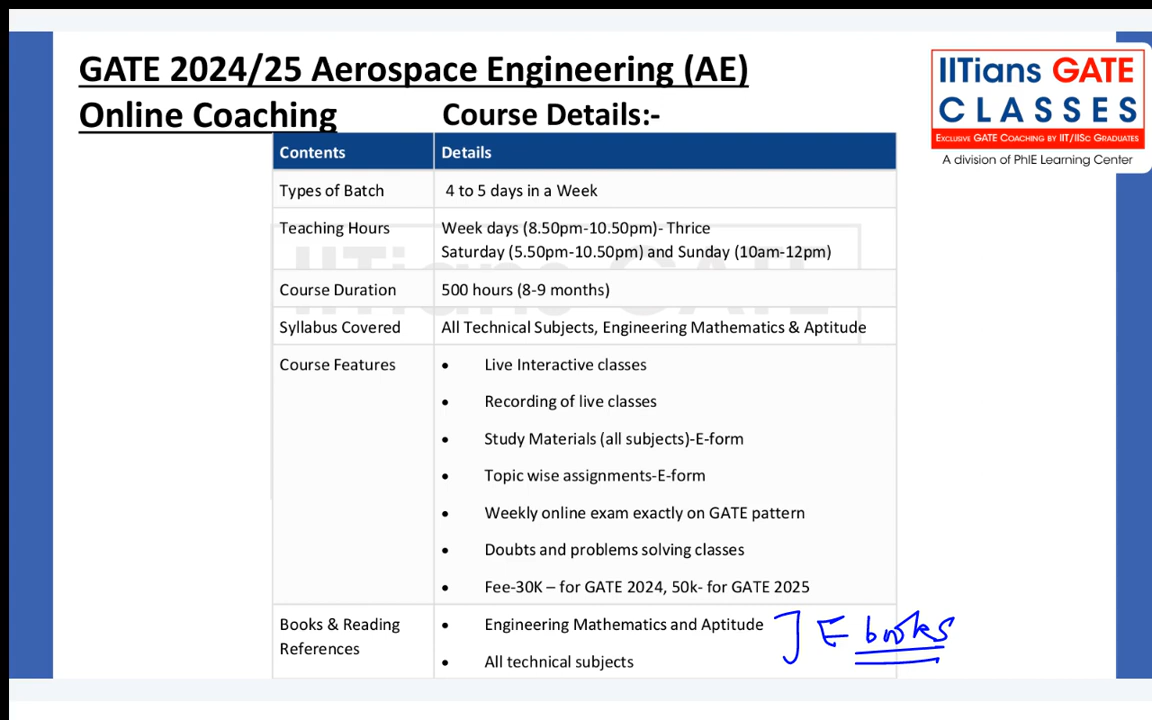 GATE 2024/25 Aerospace Engineering (AE)
Online Coaching
Course Details:-
IITians GATE
CLASSES
EXCLUSIVE GATE COACHING BY IIT/IISc GRADUATES
A division of PhIE Learning Center
Contents Details
Types of Batch 4 to 5 days in a Week
Teaching Hours Week days (8.50pm-10.50pm)- Thrice
Saturday (5.50pm-10.50pm) and Sunday (10am-12pm)
Course Duration 500 hours (8-9 months)
Syllabus Covered All Technical Subjects, Engineering Mathematics & Aptitude
Course Features • Live Interactive classes
• Recording of live classes
• Study Materials (all subjects)-E-form
• Topic wise assignments-E-form
• Weekly online exam exactly on GATE pattern
• Doubts and problems solving classes
• Fee-30K – for GATE 2024, 50k- for GATE 2025
Books & Reading References • Engineering Mathematics and Aptitude
• All technical subjects
E books
IITians GATE